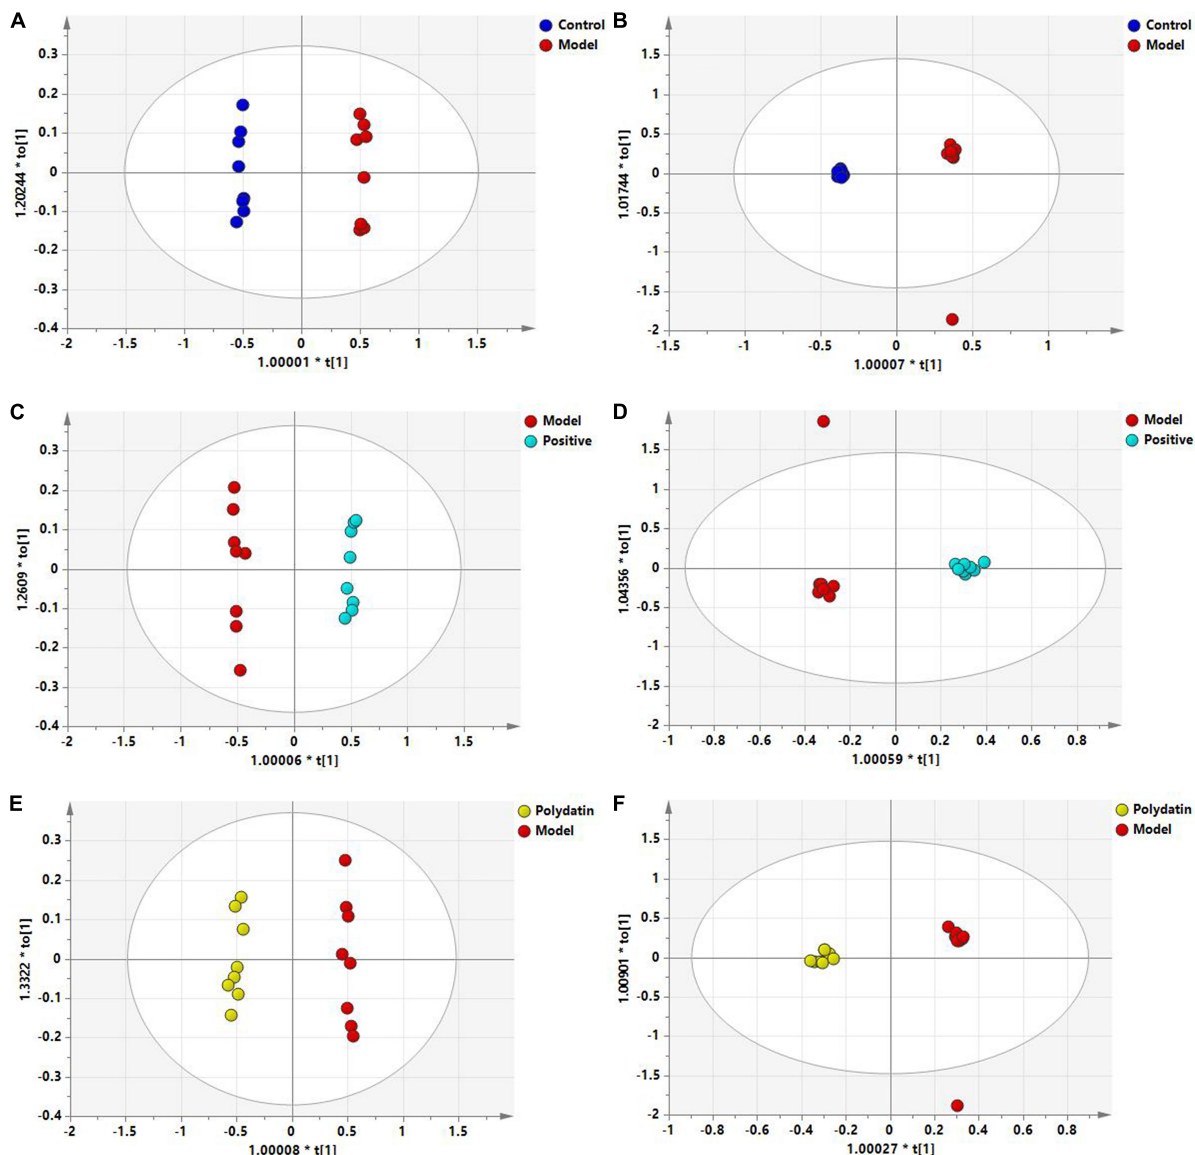 A
Control
Model
0.3
0.2
0.1
0
-0.1
-0.2
-0.3
-0.4
1.20244 * to[1]
-2 -1.5 -1 -0.5 0 0.5 1 1.5
1.00001 * t[1]
B
Control
Model
1.5
1
0.5
0
-0.5
-1
-1.5
-2
1.01744 * to[1]
-1.5 -1 -0.5 0 0.5 1
1.00007 * t[1]
C
Model
Positive
0.3
0.2
0.1
0
-0.1
-0.2
-0.3
-0.4
1.2609 * to[1]
-2 -1.5 -1 -0.5 0 0.5 1 1.5
1.00006 * t[1]
D
Model
Positive
1.5
1
0.5
0
-0.5
-1
-1.5
-2
1.04356 * to[1]
-1 -0.8 -0.6 -0.4 -0.2 0 0.2 0.4 0.6 0.8
1.00059 * t[1]
E
Polydatin
Model
0.3
0.2
0.1
0
-0.1
-0.2
-0.3
-0.4
1.3322 * to[1]
-2 -1.5 -1 -0.5 0 0.5 1 1.5
1.00008 * t[1]
F
Polydatin
Model
1.5
1
0.5
0
-0.5
-1
-1.5
-2
1.00901 * to[1]
-1 -0.8 -0.6 -0.4 -0.2 0 0.2 0.4 0.6 0.8
1.00027 * t[1]